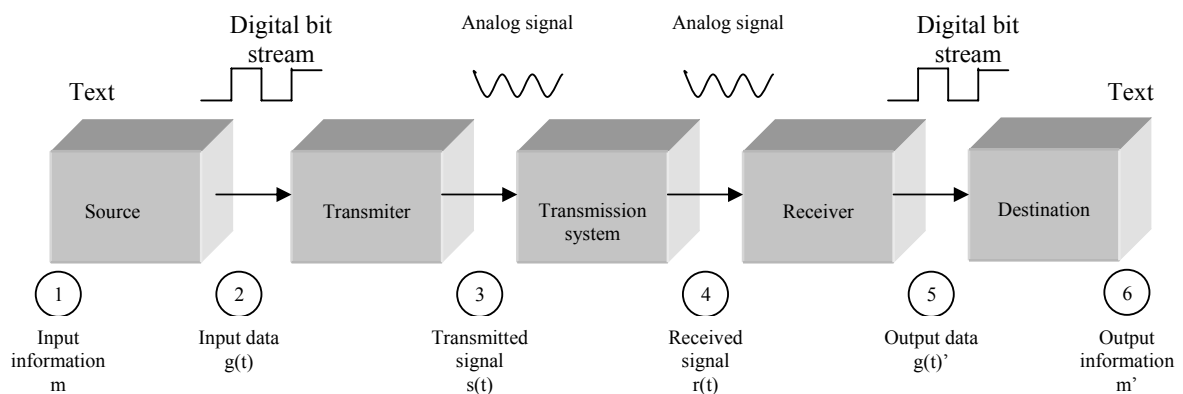 Digital bit
stream
Analog signal
Analog signal
Digital bit
stream
Text
Text
Source
Transmiter
Transmission
system
Receiver
Destination
1
2
3
4
5
6
Input
information
m
Input data
g(t)
Transmitted
signal
s(t)
Received
signal
r(t)
Output data
g(t)’
Output
information
m’